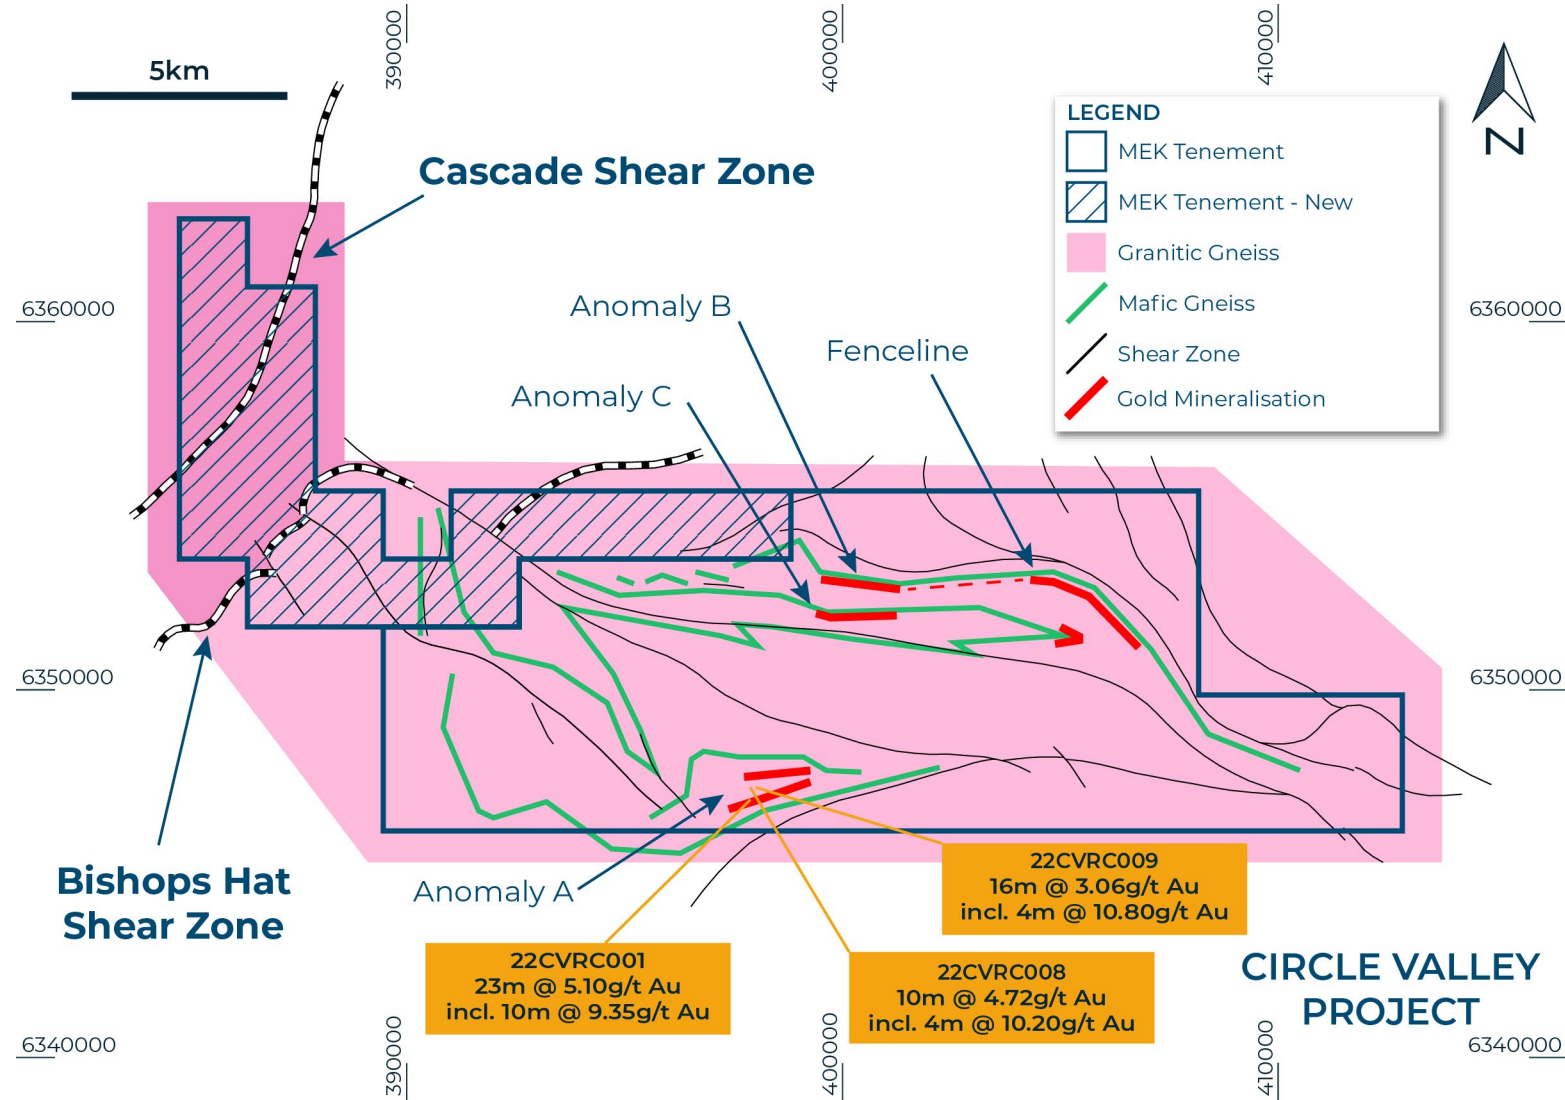 390000
400000
410000
5km
Cascade Shear Zone
LEGEND
MEK Tenement
MEK Tenement - New
Granitic Gneiss
Mafic Gneiss
Shear Zone
Gold Mineralisation
N
6360000
6360000
Anomaly B
Fenceline
Anomaly C
6350000
6350000
Bishops Hat
Shear Zone
Anomaly A
22CVRC009
16m @ 3.06g/t Au
incl. 4m @ 10.80g/t Au
22CVRC001
23m @ 5.10g/t Au
incl. 10m @ 9.35g/t Au
22CVRC008
10m @ 4.72g/t Au
incl. 4m @ 10.20g/t Au
CIRCLE VALLEY
PROJECT
6340000
6340000
390000
400000
410000